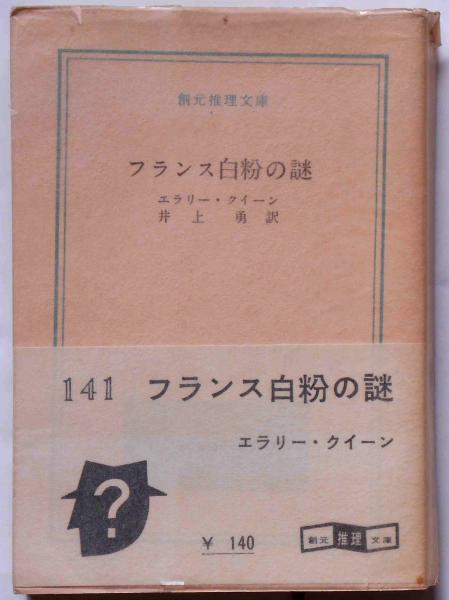 創元推理文庫
フランス白粉の謎
エラリー・クイーン
井上勇訳
141 フランス白粉の謎
エラリー・クイーン
?
¥ 140
創元推理文庫